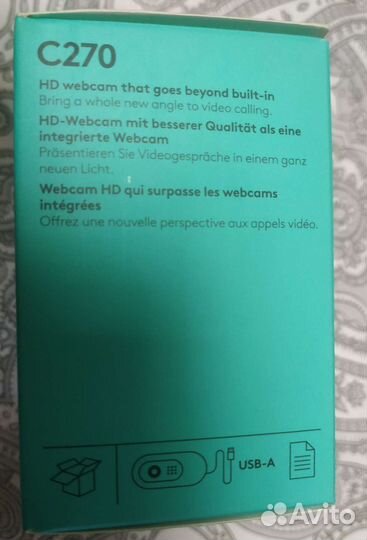 C270
HD webcam that goes beyond built-in
Bring a whole new angle to video calling.
HD-Webcam mit besserer Qualität als eine
integrierte Webcam
Präsentieren Sie Videogespräche in einem ganz
neuen Licht.
Webcam HD qui surpasse les webcams
intégrées
Offrez une nouvelle perspective aux appels vidéo.
USB-A
Avito